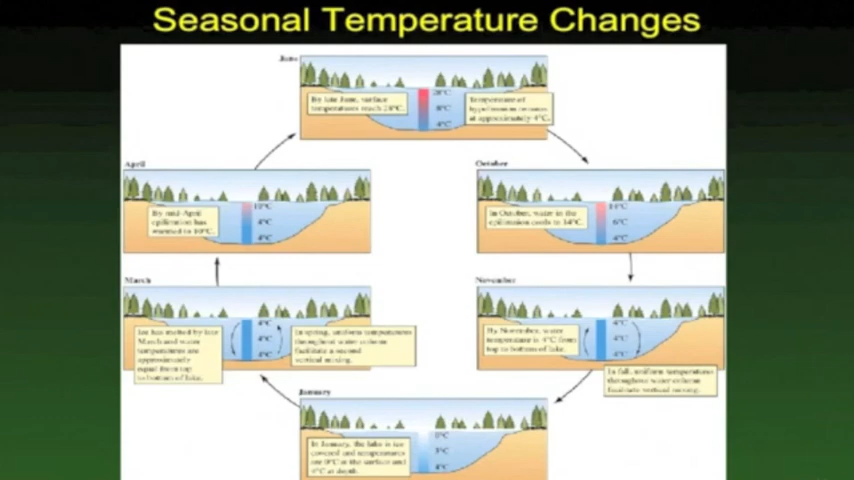 Seasonal Temperature Changes
June
By late June, surface
temperatures reach 20°C.
20°C
8°C
4°C
Temperature of
hypolimnion remains
at approximately 4°C.
April
By mid-April
epilimnion has
warmed to 10°C.
10°C
4°C
4°C
October
In October, water in the
epilimnion cools to 14°C.
14°C
6°C
4°C
March
Ice has melted by late
March and water
temperatures are
approximately
equal from top
to bottom of lake.
4°C
4°C
4°C
In spring, uniform temperatures
throughout water column
facilitate a second
vertical mixing.
November
By November, water
temperature is 4°C from
top to bottom of lake.
4°C
4°C
4°C
In fall, uniform temperatures
throughout water column
facilitate vertical mixing.
January
In January, the lake is ice
covered and temperatures
are 0°C at the surface and
4°C at depth.
0°C
3°C
4°C